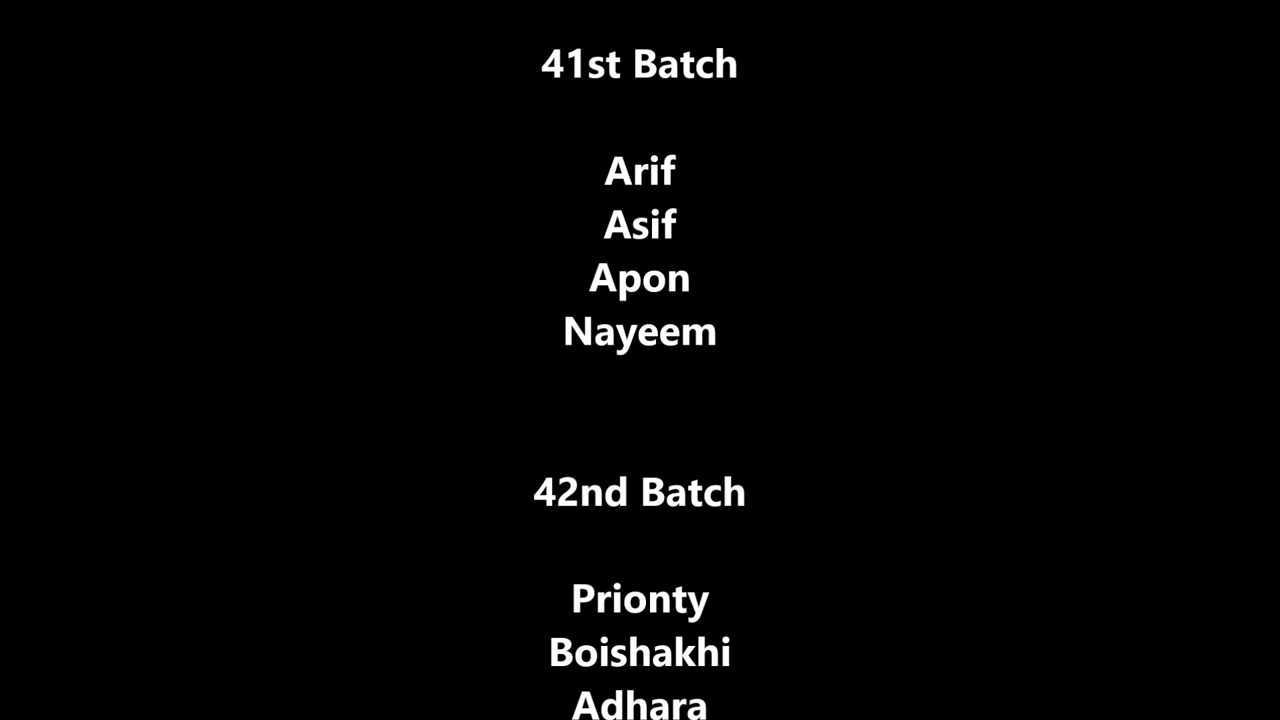 41st Batch
Arif
Asif
Apon
Nayeem
42nd Batch
Prionty
Boishakhi
Adhara